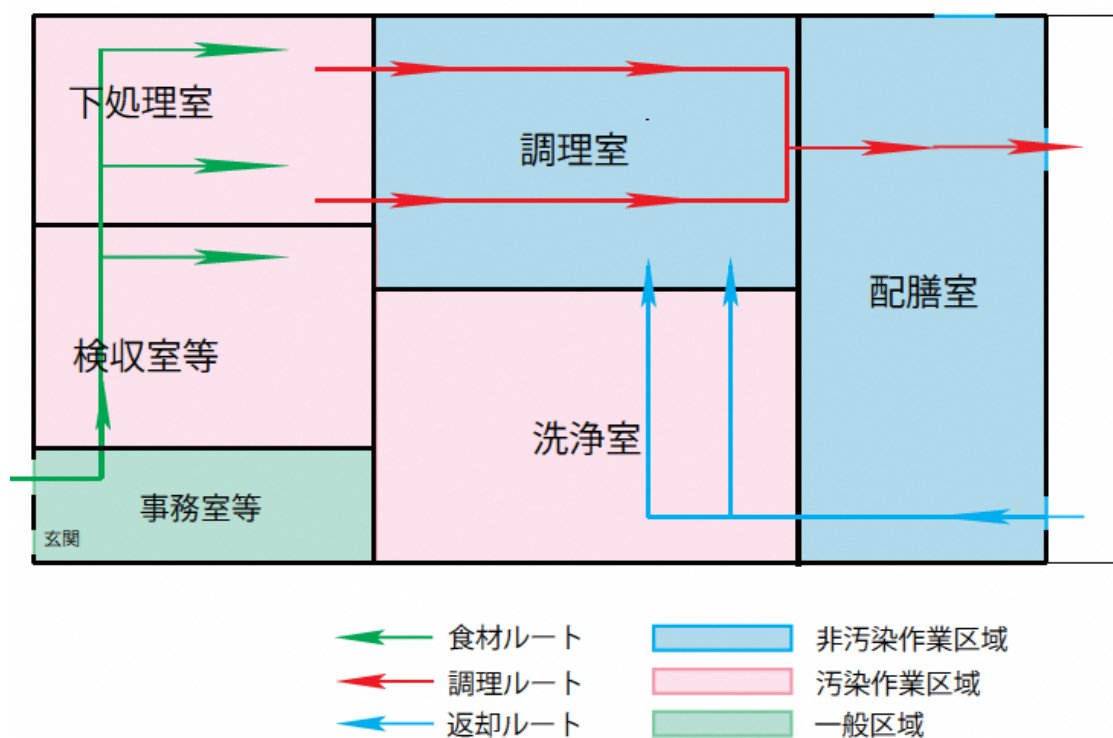 下処理室
調理室
配膳室
検収室等
洗浄室
事務室等
玄関
食材ルート
非汚染作業区域
調理ルート
汚染作業区域
返却ルート
一般区域